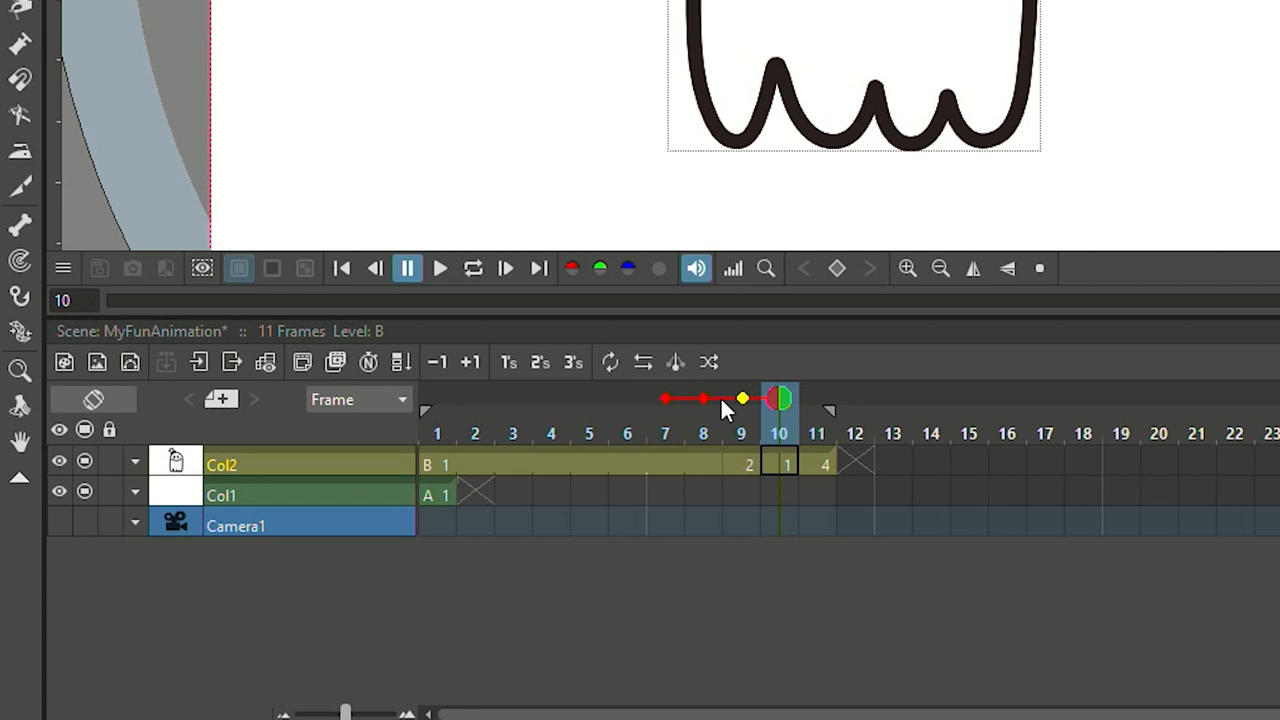 10
Scene: MyFunAnimation* :: 11 Frames Level: B
-1 +1 1's 2's 3's
Frame
1 2 3 4 5 6 7 8 9 10 11 12 13 14 15 16 17 18 19 20 21 22 23
Col2 B 1 2 1 4
Col1 A 1
Camera1